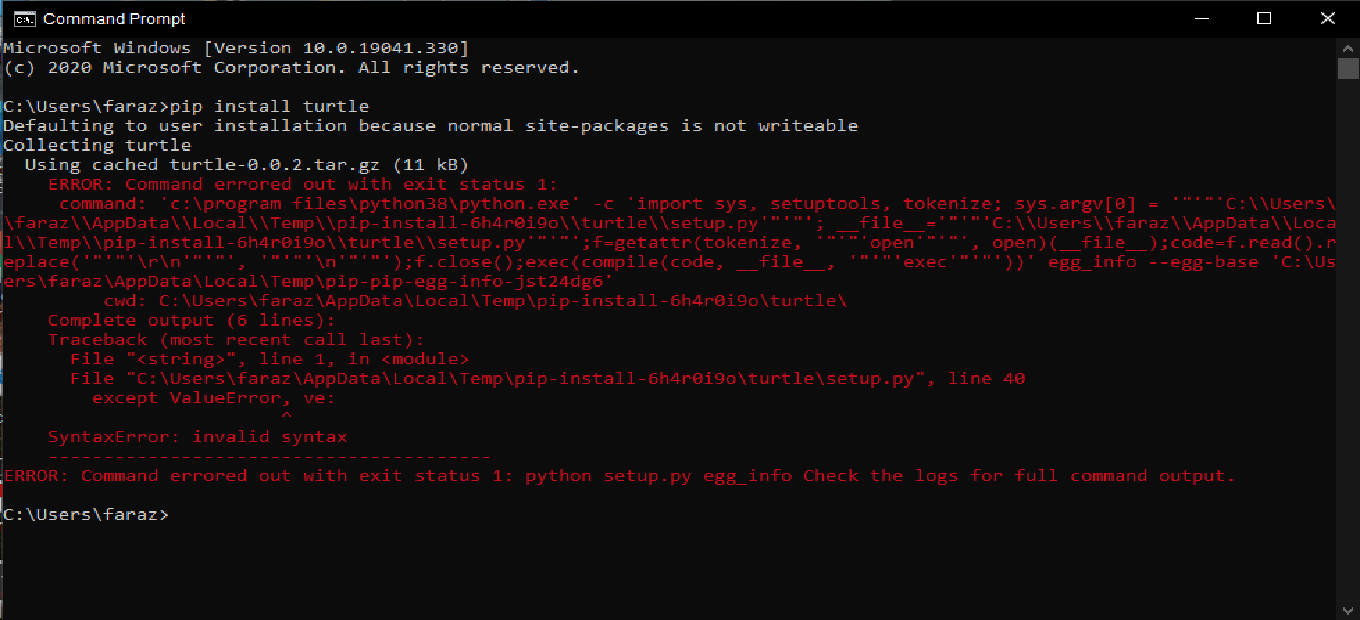 Command Prompt
Microsoft Windows [Version 10.0.19041.330]
(c) 2020 Microsoft Corporation. All rights reserved.
C:\Users\faraz>pip install turtle
Defaulting to user installation because normal site-packages is not writeable
Collecting turtle
  Using cached turtle-0.0.2.tar.gz (11 kB)
    ERROR: Command errored out with exit status 1:
     command: 'c:\program files\python38\python.exe' -c 'import sys, setuptools, tokenize; sys.argv[0] = '"'"'C:\\Users\
\faraz\\AppData\\Local\\Temp\\pip-install-6h4r0i9o\\turtle\\setup.py'"'"'; __file__='"'"'C:\\Users\\faraz\\AppData\\Loca
l\\Temp\\pip-install-6h4r0i9o\\turtle\\setup.py'"'"';f=getattr(tokenize, '"'"'open'"'"', open)(__file__);code=f.read().r
eplace('"'"'\r\n'"'"', '"'"'\n'"'"');f.close();exec(compile(code, __file__, '"'"'exec'"'"'))' egg_info --egg-base 'C:\Us
ers\faraz\AppData\Local\Temp\pip-pip-egg-info-jst24dg6'
         cwd: C:\Users\faraz\AppData\Local\Temp\pip-install-6h4r0i9o\turtle\
    Complete output (6 lines):
    Traceback (most recent call last):
      File "<string>", line 1, in <module>
      File "C:\Users\faraz\AppData\Local\Temp\pip-install-6h4r0i9o\turtle\setup.py", line 40
        except ValueError, ve:
                         ^
    SyntaxError: invalid syntax
    ----------------------------------------
ERROR: Command errored out with exit status 1: python setup.py egg_info Check the logs for full command output.
C:\Users\faraz>